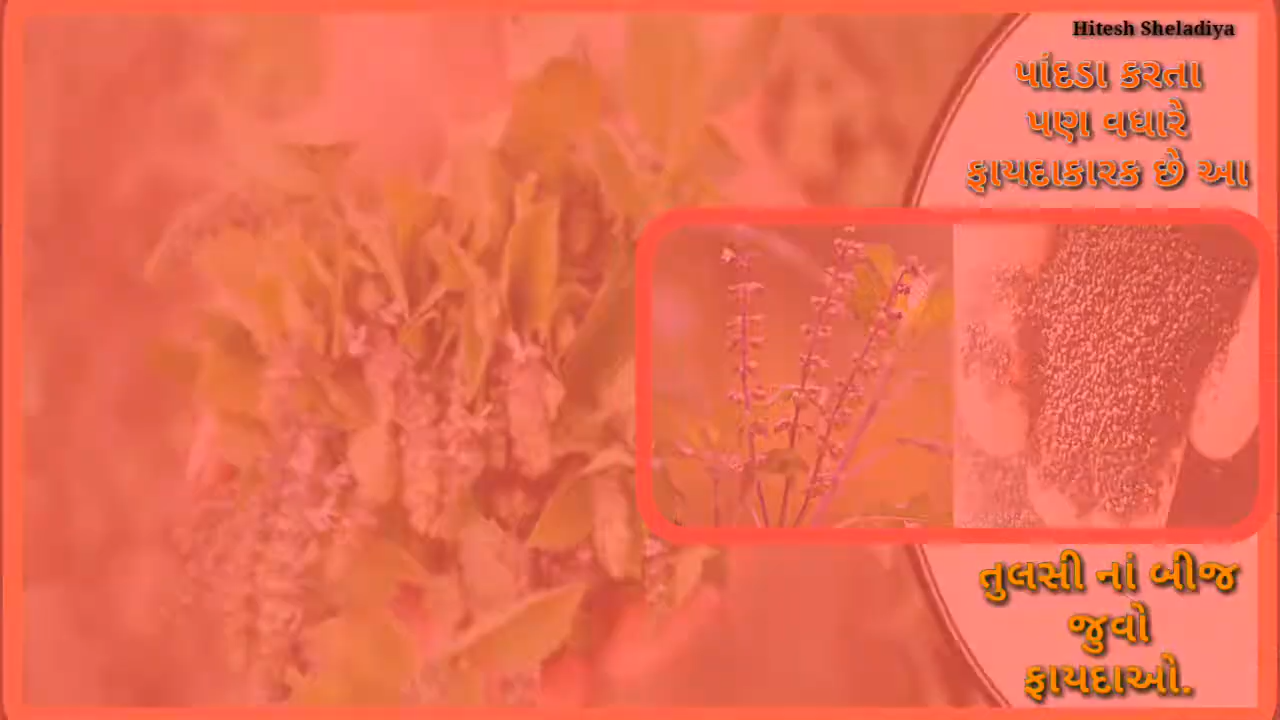 Hitesh Sheladiya
પાંદડા કરતા
પણ વધારે
ફાયદાકારક છે આ
તુલસી નાં બીજ
જુવો
ફાયદાઓ.